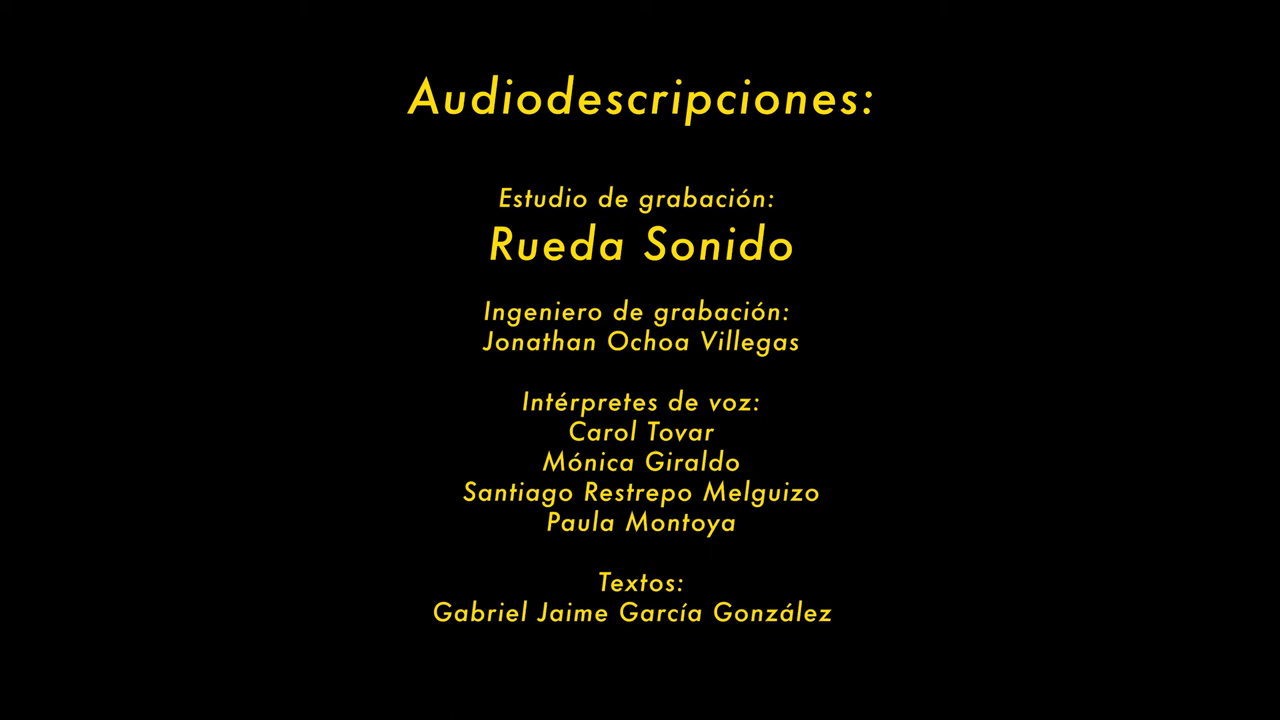 Audiodescripciones:
Estudio de grabación:
Rueda Sonido
Ingeniero de grabación:
Jonathan Ochoa Villegas
Intérpretes de voz:
Carol Tovar
Mónica Giraldo
Santiago Restrepo Melguizo
Paula Montoya
Textos:
Gabriel Jaime García González